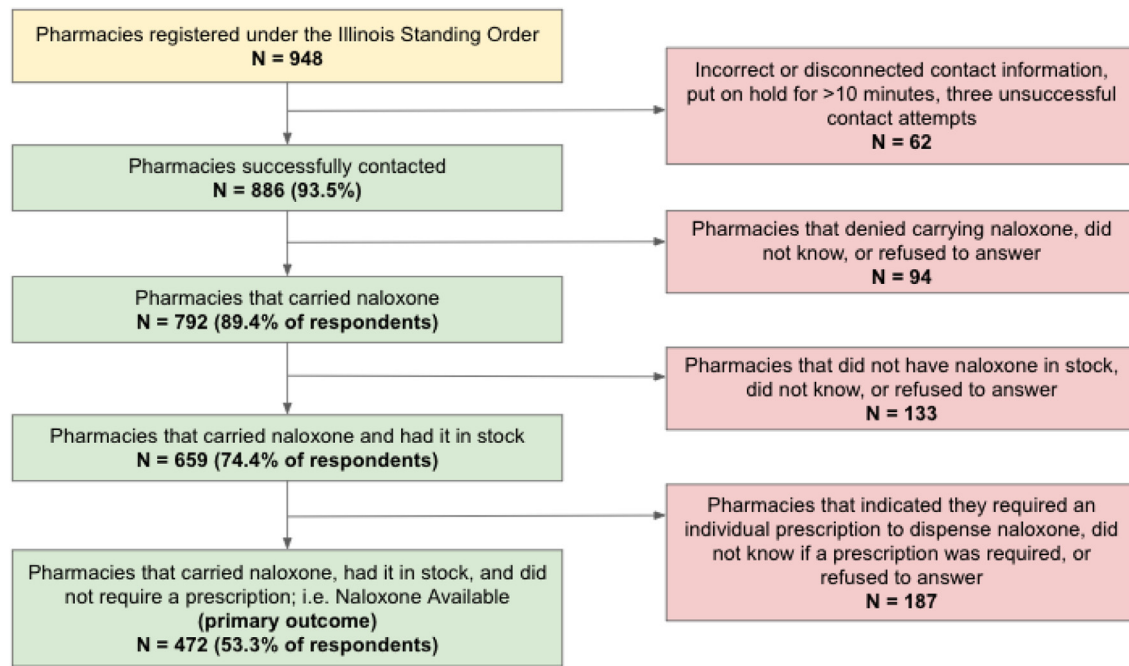 Pharmacies registered under the Illinois Standing Order
N = 948
Incorrect or disconnected contact information,
put on hold for >10 minutes, three unsuccessful
contact attempts
N = 62
Pharmacies successfully contacted
N = 886 (93.5%)
Pharmacies that denied carrying naloxone, did
not know, or refused to answer
N = 94
Pharmacies that carried naloxone
N = 792 (89.4% of respondents)
Pharmacies that did not have naloxone in stock,
did not know, or refused to answer
N = 133
Pharmacies that carried naloxone and had it in stock
N = 659 (74.4% of respondents)
Pharmacies that indicated they required an
individual prescription to dispense naloxone, did
not know if a prescription was required, or
refused to answer
N = 187
Pharmacies that carried naloxone, had it in stock, and did
not require a prescription; i.e. Naloxone Available
(primary outcome)
N = 472 (53.3% of respondents)